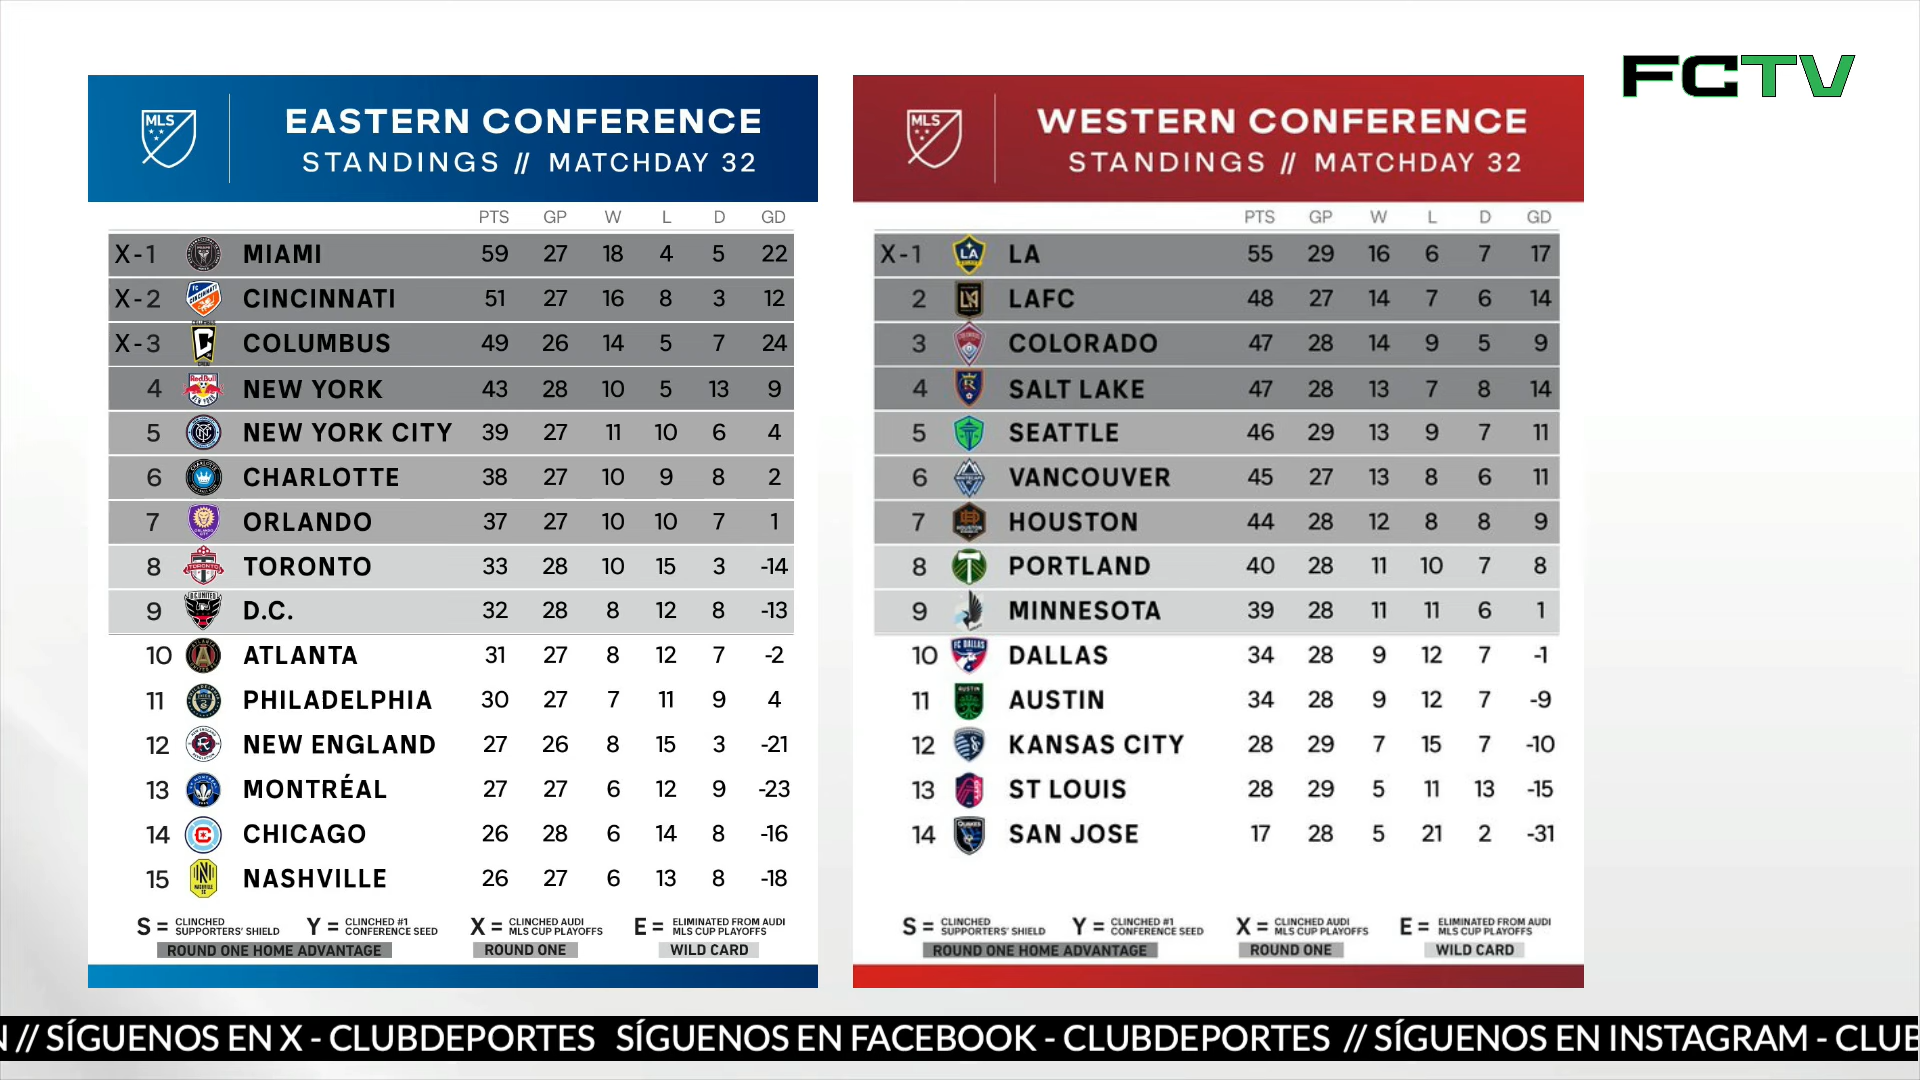 FCTV
MLS
EASTERN CONFERENCE
STANDINGS // MATCHDAY 32
PTS GP W L D GD
X-1 MIAMI 59 27 18 4 5 22
X-2 CINCINNATI 51 27 16 8 3 12
X-3 COLUMBUS 49 26 14 5 7 24
4 NEW YORK 43 28 10 5 13 9
5 NEW YORK CITY 39 27 11 10 6 4
6 CHARLOTTE 38 27 10 9 8 2
7 ORLANDO 37 27 10 10 7 1
8 TORONTO 33 28 10 15 3 -14
9 D.C. 32 28 8 12 8 -13
10 ATLANTA 31 27 8 12 7 -2
11 PHILADELPHIA 30 27 7 11 9 4
12 NEW ENGLAND 27 26 8 15 3 -21
13 MONTRÉAL 27 27 6 12 9 -23
14 CHICAGO 26 28 6 14 8 -16
15 NASHVILLE 26 27 6 13 8 -18
S = CLINCHED SUPPORTERS' SHIELD Y = CLINCHED #1 CONFERENCE SEED X = CLINCHED AUDI MLS CUP PLAYOFFS E = ELIMINATED FROM AUDI MLS CUP PLAYOFFS
ROUND ONE HOME ADVANTAGE ROUND ONE WILD CARD
MLS
WESTERN CONFERENCE
STANDINGS // MATCHDAY 32
PTS GP W L D GD
X-1 LA 55 29 16 6 7 17
2 LAFC 48 27 14 7 6 14
3 COLORADO 47 28 14 9 5 9
4 SALT LAKE 47 28 13 7 8 14
5 SEATTLE 46 29 13 9 7 11
6 VANCOUVER 45 27 13 8 6 11
7 HOUSTON 44 28 12 8 8 9
8 PORTLAND 40 28 11 10 7 8
9 MINNESOTA 39 28 11 11 6 1
10 DALLAS 34 28 9 12 7 -1
11 AUSTIN 34 28 9 12 7 -9
12 KANSAS CITY 28 29 7 15 7 -10
13 ST LOUIS 28 29 5 11 13 -15
14 SAN JOSE 17 28 5 21 2 -31
S = CLINCHED SUPPORTERS' SHIELD Y = CLINCHED #1 CONFERENCE SEED X = CLINCHED AUDI MLS CUP PLAYOFFS E = ELIMINATED FROM AUDI MLS CUP PLAYOFFS
ROUND ONE HOME ADVANTAGE ROUND ONE WILD CARD
N // SÍGUENOS EN X - CLUBDEPORTES SÍGUENOS EN FACEBOOK - CLUBDEPORTES // SÍGUENOS EN INSTAGRAM - CLUB